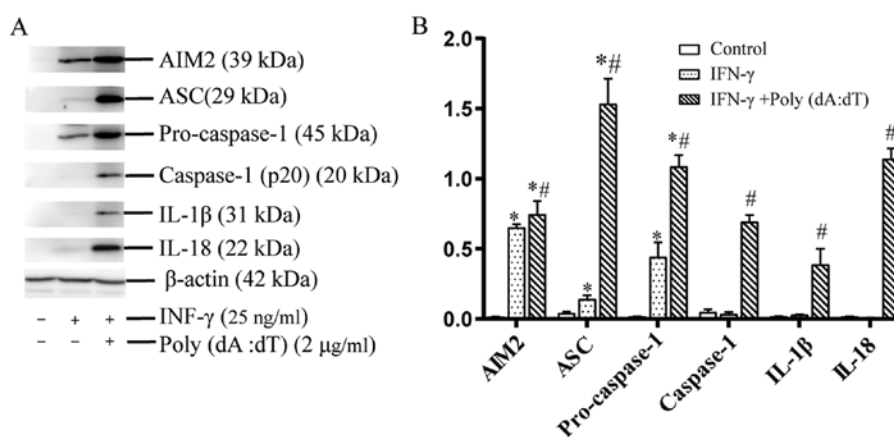 A
AIM2 (39 kDa)
ASC(29 kDa)
Pro-caspase-1 (45 kDa)
Caspase-1 (p20) (20 kDa)
IL-1β (31 kDa)
IL-18 (22 kDa)
β-actin (42 kDa)
− + + INF-γ (25 ng/ml)
− − + Poly (dA :dT) (2 μg/ml)
B
2.0
1.5
1.0
0.5
0.0
Control
IFN-γ
IFN-γ +Poly (dA:dT)
* *#
* *#
* *#
#
#
#
AIM2
ASC
Pro-caspase-1
Caspase-1
IL-1β
IL-18